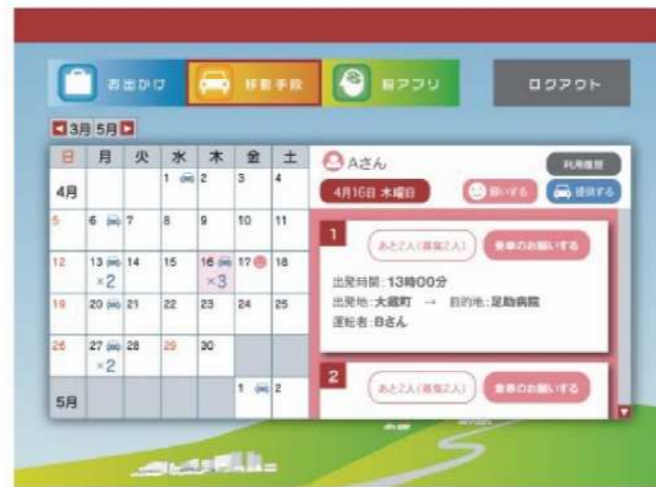 お出かけ 移動手段 脳アプリ ログアウト
3月 5月
日 月 火 水 木 金 土
4月 1 2 3 4
5 6 7 8 9 10 11
12 13 14 15 16 17 18
×2 ×3
19 20 21 22 23 24 25
26 27 28 29 30
×2
5月 1 2
Aさん 利用履歴
4月16日 木曜日 願いする 提供する
1
あと2人(募集2人) 乗車のお願いする
出発時間:13時00分
出発地:大蔵町 → 目的地:足助病院
運転者:Bさん
2
あと2人(募集2人) 乗車のお願いする